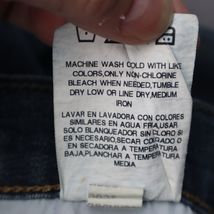 MACHINE WASH COLD WITH LIKE
COLORS,ONLY NON-CHLORINE
BLEACH WHEN NEEDED,TUMBLE
DRY LOW OR LINE DRY,MEDIUM
IRON
LAVAR EN LAVADORA CON COLORES
SIMILARES EN AGUA FRIA,USAR
SOLO BLANQUEADOR SIN CLORO SI
ES NECESARIO,SECAR COLGADO O
EN SECADORA A TEMPERATURA
BAJA,PLANCHAR A TEMPERATURA
MEDIA.